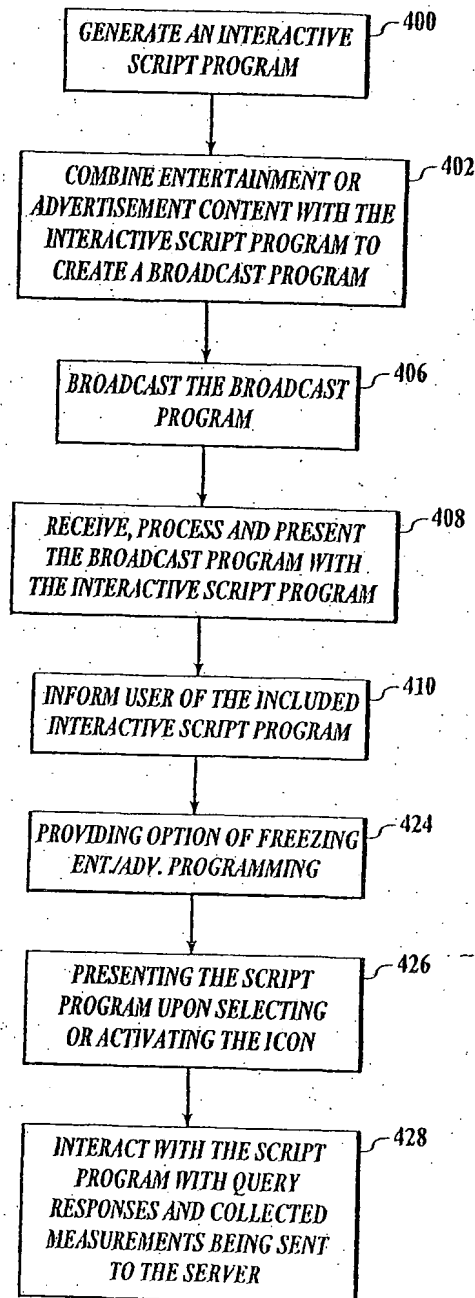 GENERATE AN INTERACTIVE
SCRIPT PROGRAM
400
COMBINE ENTERTAINMENT OR
ADVERTISEMENT CONTENT WITH THE
INTERACTIVE SCRIPT PROGRAM TO
CREATE A BROADCAST PROGRAM
402
BROADCAST THE BROADCAST
PROGRAM
406
RECEIVE, PROCESS AND PRESENT
THE BROADCAST PROGRAM WITH
THE INTERACTIVE SCRIPT PROGRAM
408
INFORM USER OF THE INCLUDED
INTERACTIVE SCRIPT PROGRAM
410
PROVIDING OPTION OF FREEZING
ENT./ADV. PROGRAMMING
424
PRESENTING THE SCRIPT
PROGRAM UPON SELECTING
OR ACTIVATING THE ICON
426
INTERACT WITH THE SCRIPT
PROGRAM WITH QUERY
RESPONSES AND COLLECTED
MEASUREMENTS BEING SENT
TO THE SERVER
428